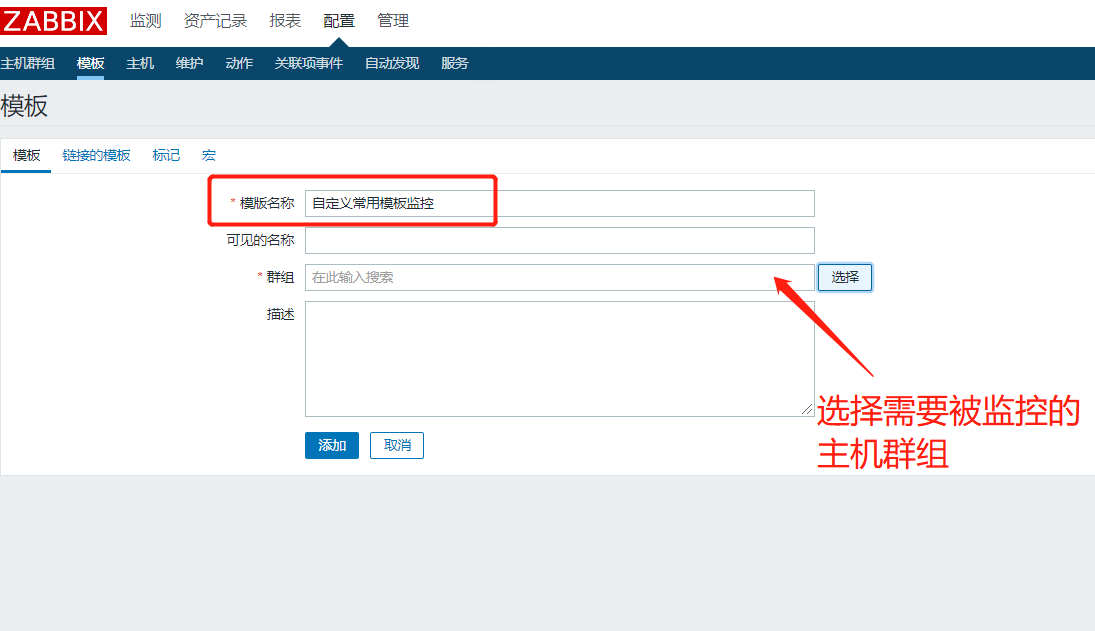 ZABBIX 监测 资产记录 报表 配置 管理
主机群组 模板 主机 维护 动作 关联项事件 自动发现 服务
模板
模板 链接的模板 标记 宏
* 模版名称 自定义常用模板监控
可见的名称
* 群组 在此输入搜索 选择
描述
选择需要被监控的
主机群组
添加 取消